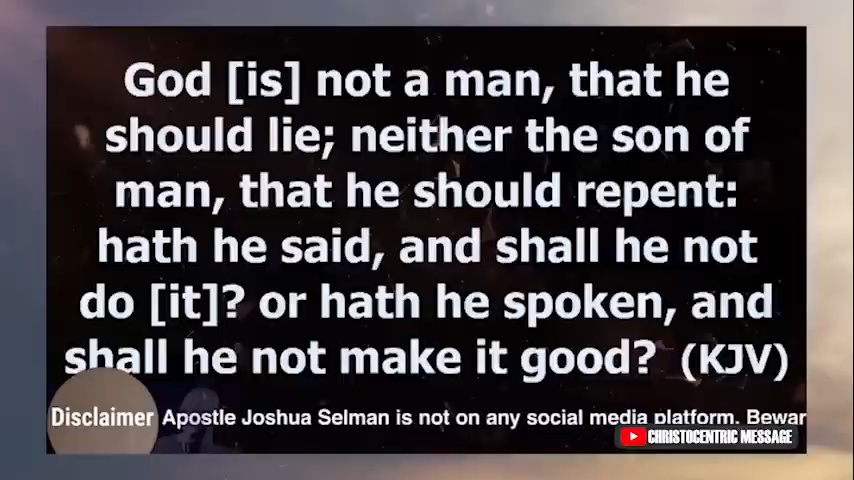 God [is] not a man, that he
should lie; neither the son of
man, that he should repent:
hath he said, and shall he not
do [it]? or hath he spoken, and
shall he not make it good? (KJV)
Disclaimer Apostle Joshua Selman is not on any social media platform. Bewar
CHRISTOCENTRIC MESSAGE